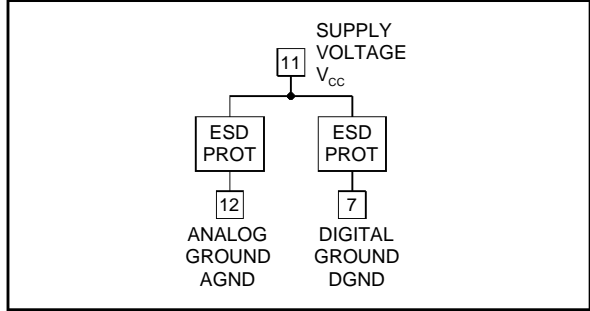 SUPPLY
VOLTAGE
11
VCC
ESD
PROT
ESD
PROT
12
7
ANALOG
GROUND
AGND
DIGITAL
GROUND
DGND